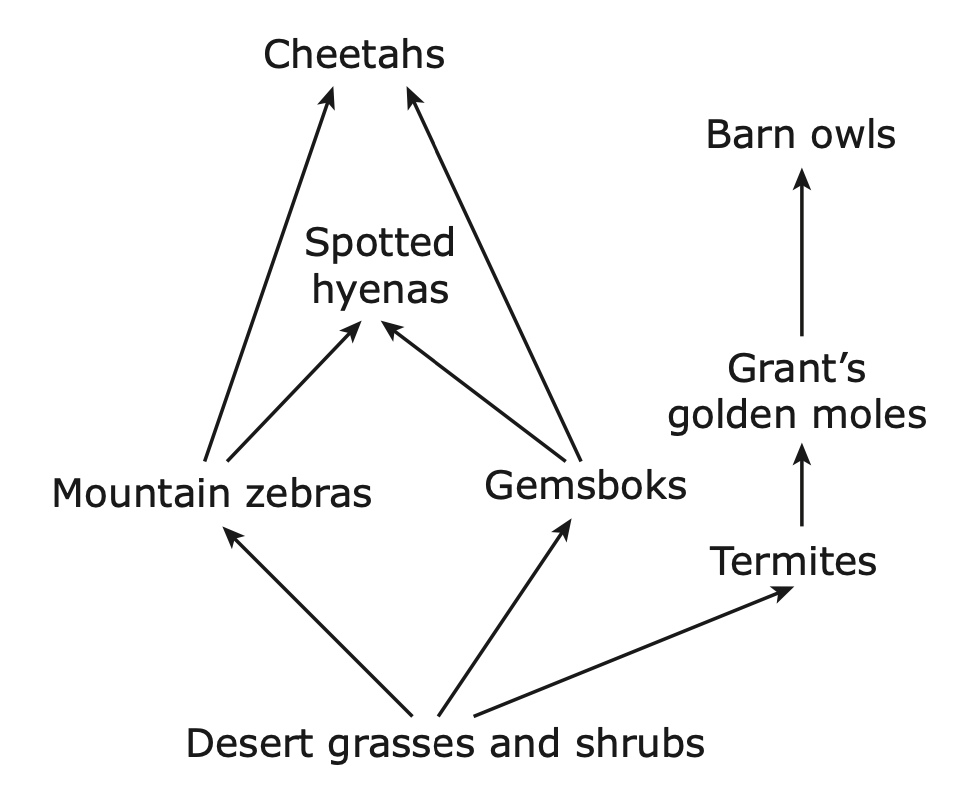 Cheetahs
Barn owls
Spotted
hyenas
Grant’s
golden moles
Mountain zebras
Gemsboks
Termites
Desert grasses and shrubs